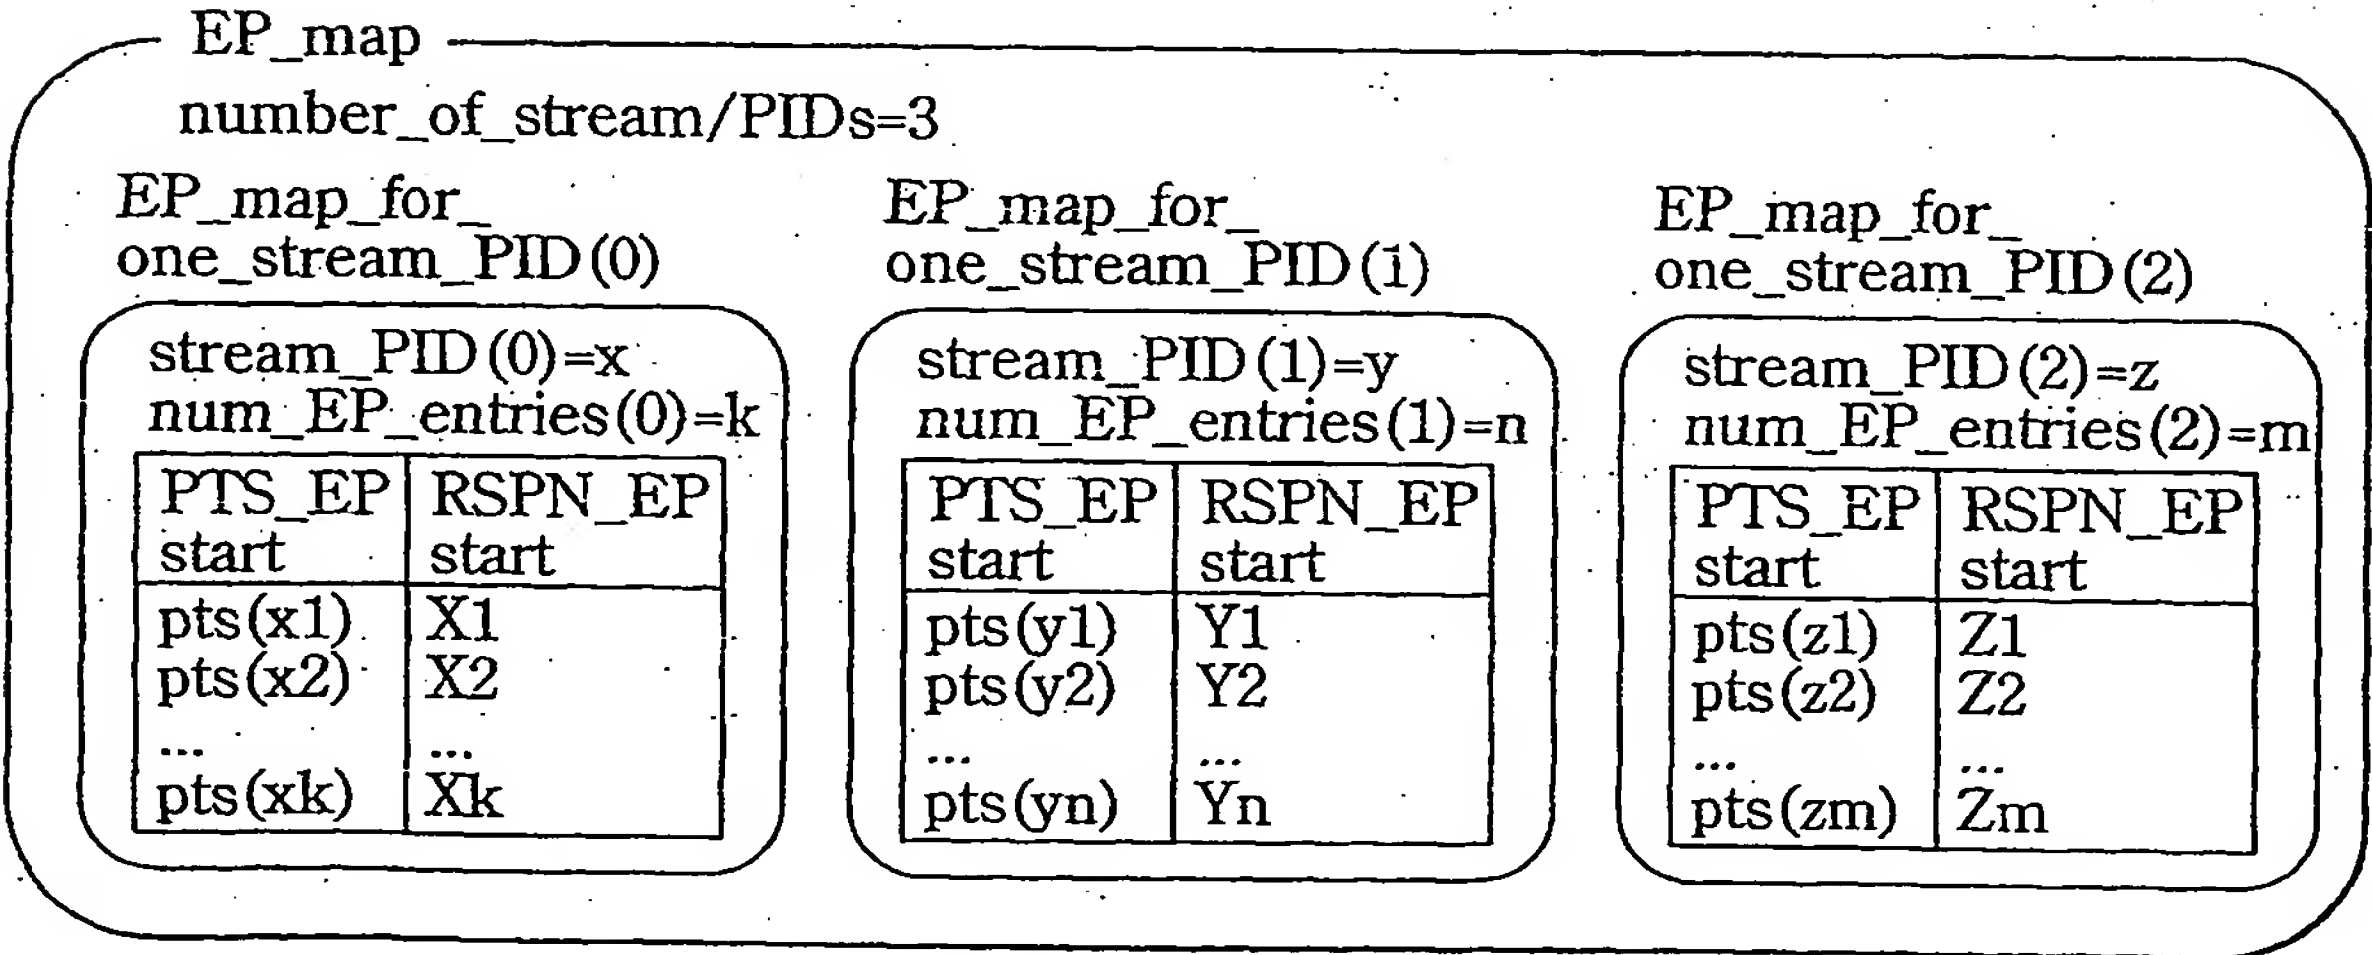 EP_map
number_of_stream/PIDs=3
EP_map_for_
one_stream_PID(0)
stream_PID(0)=x
num_EP_entries(0)=k
PTS_EP RSPN_EP
start start
pts(x1) X1
pts(x2) X2
... ...
pts(xk) Xk
EP_map_for_
one_stream_PID(1)
stream_PID(1)=y
num_EP_entries(1)=n
PTS_EP RSPN_EP
start start
pts(y1) Y1
pts(y2) Y2
... ...
pts(yn) Yn
EP_map_for_
one_stream_PID(2)
stream_PID(2)=z
num_EP_entries(2)=m
PTS_EP RSPN_EP
start start
pts(z1) Z1
pts(z2) Z2
... ...
pts(zm) Zm